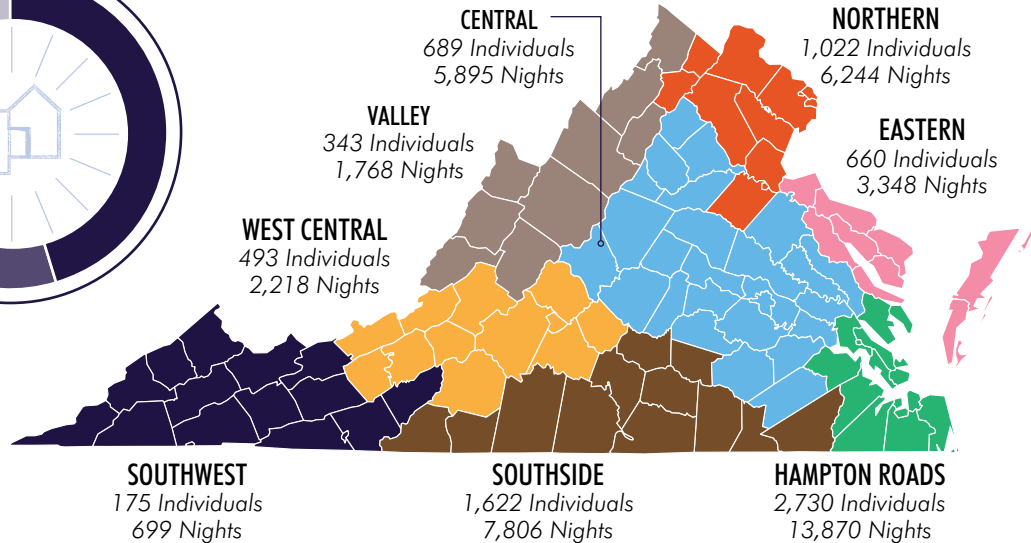 CENTRAL
689 Individuals
5,895 Nights
NORTHERN
1,022 Individuals
6,244 Nights
VALLEY
343 Individuals
1,768 Nights
EASTERN
660 Individuals
3,348 Nights
WEST CENTRAL
493 Individuals
2,218 Nights
SOUTHWEST
175 Individuals
699 Nights
SOUTHSIDE
1,622 Individuals
7,806 Nights
HAMPTON ROADS
2,730 Individuals
13,870 Nights